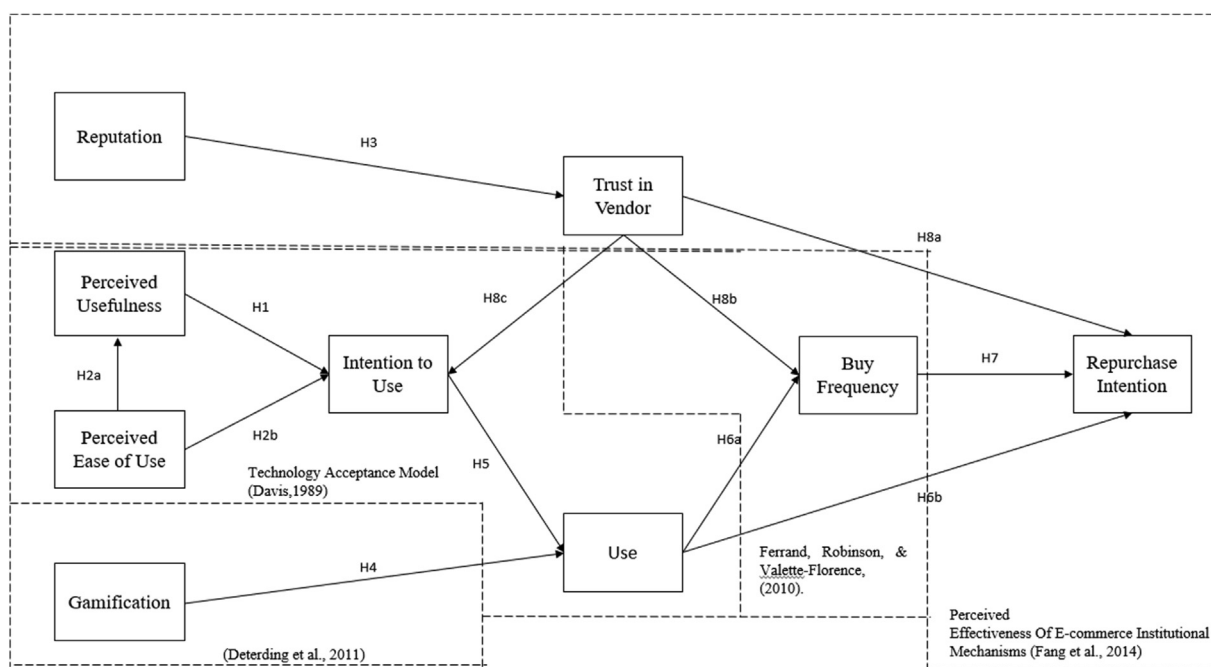 Reputation
H3
Trust in
Vendor
H8a
Perceived
Usefulness
H1
H8c
H8b
H2a
Intention to
Use
Buy
Frequency
H7
Repurchase
Intention
Perceived
Ease of Use
H2b
H5
H6a
H6b
Technology Acceptance Model
(Davis,1989)
Use
Ferrand, Robinson, &
Valette-Florence,
(2010).
Gamification
H4
(Deterding et al., 2011)
Perceived
Effectiveness Of E-commerce Institutional
Mechanisms (Fang et al., 2014)